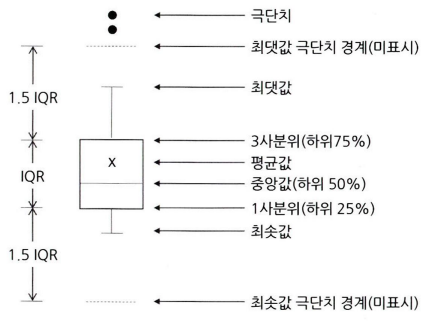 극단치
최댓값 극단치 경계(미표시)
1.5 IQR
최댓값
3사분위(하위75%)
X
평균값
IQR
중앙값(하위 50%)
1사분위(하위 25%)
최솟값
1.5 IQR
최솟값 극단치 경계(미표시)